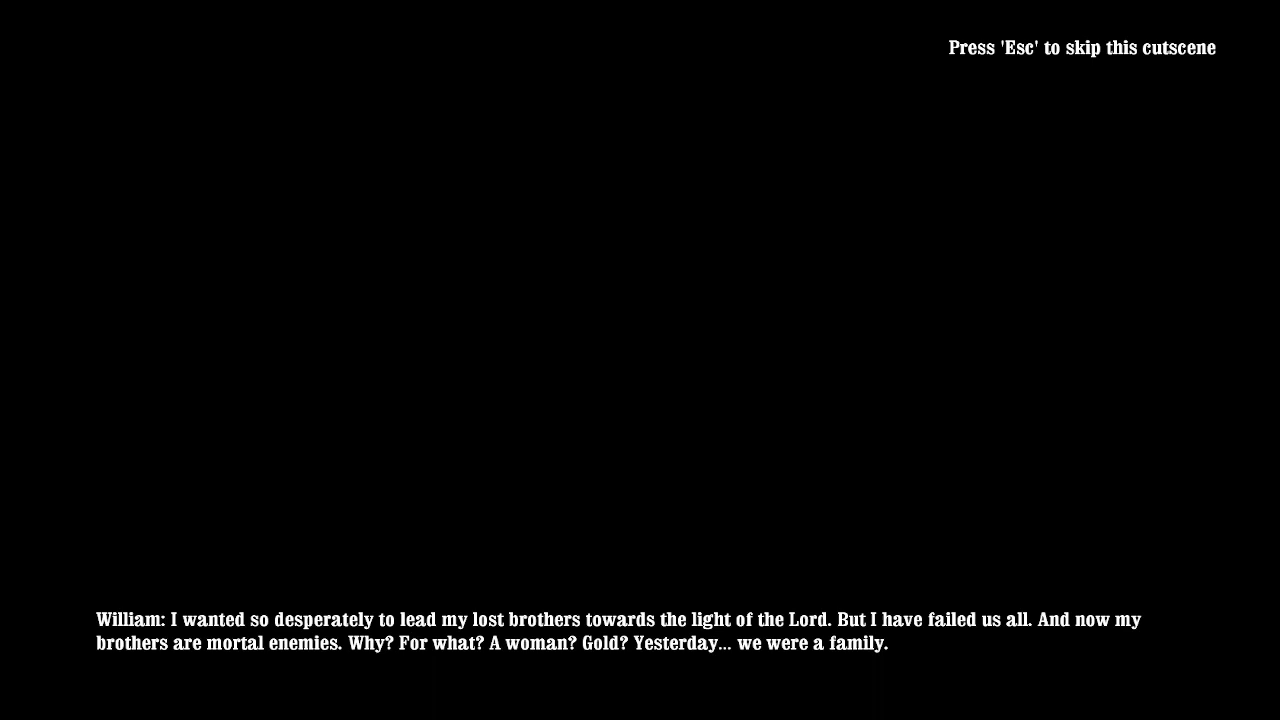 Press 'Esc' to skip this cutscene
William: I wanted so desperately to lead my lost brothers towards the light of the Lord. But I have failed us all. And now my
brothers are mortal enemies. Why? For what? A woman? Gold? Yesterday... we were a family.